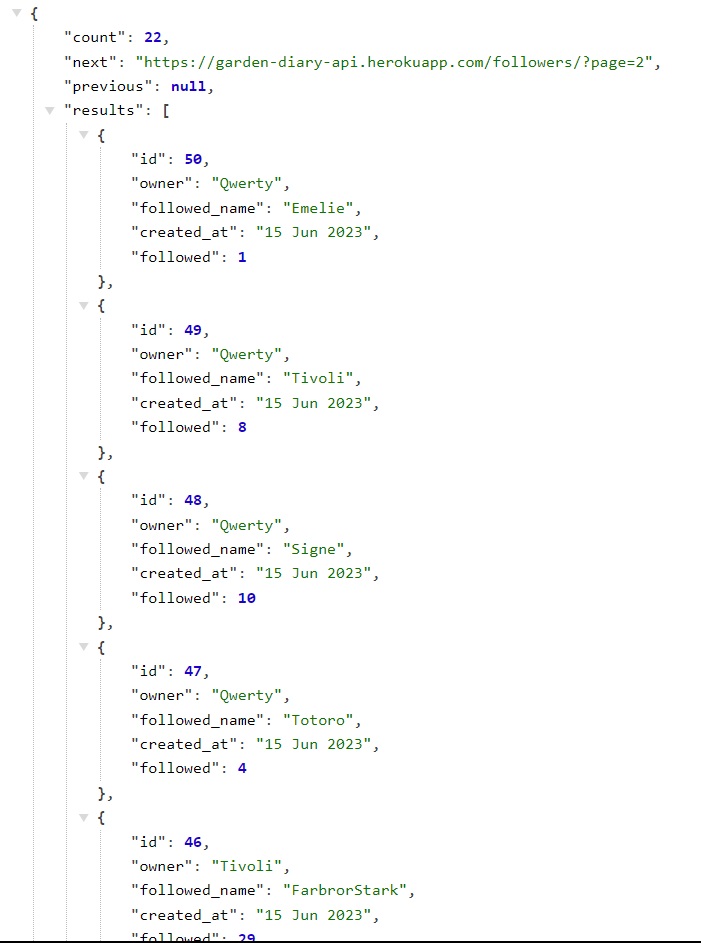 {
"count": 22,
"next": "https://garden-diary-api.herokuapp.com/followers/?page=2",
"previous": null,
"results": [
{
"id": 50,
"owner": "Qwerty",
"followed_name": "Emelie",
"created_at": "15 Jun 2023",
"followed": 1
},
{
"id": 49,
"owner": "Qwerty",
"followed_name": "Tivoli",
"created_at": "15 Jun 2023",
"followed": 8
},
{
"id": 48,
"owner": "Qwerty",
"followed_name": "Signe",
"created_at": "15 Jun 2023",
"followed": 10
},
{
"id": 47,
"owner": "Qwerty",
"followed_name": "Totoro",
"created_at": "15 Jun 2023",
"followed": 4
},
{
"id": 46,
"owner": "Tivoli",
"followed_name": "FarbrorStark",
"created_at": "15 Jun 2023",
"followed": 29